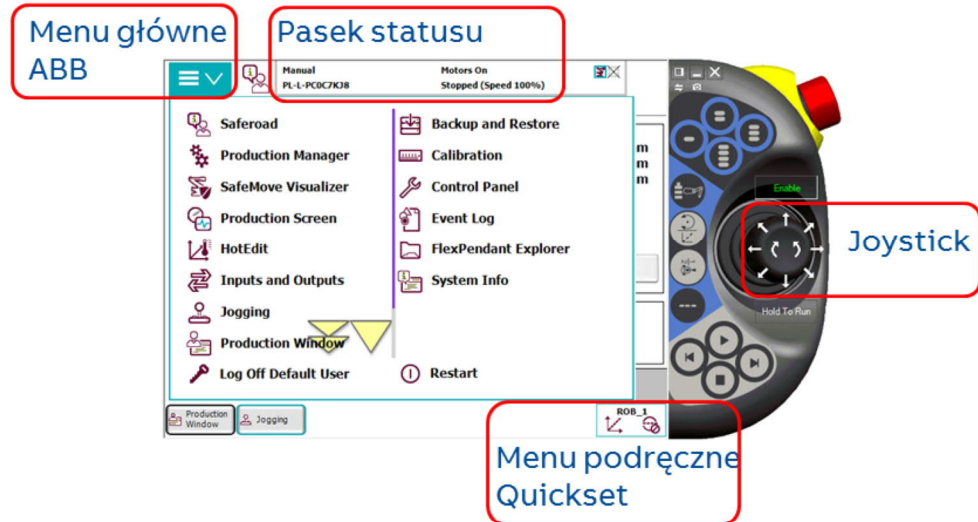 Menu główne
ABB
Pasek statusu
Manual
PL-L-PC0C7KJ8
Motors On
Stopped (Speed 100%)
Saferoad
Production Manager
SafeMove Visualizer
Production Screen
HotEdit
Inputs and Outputs
Jogging
Production Window
Log Off Default User
Backup and Restore
Calibration
Control Panel
Event Log
FlexPendant Explorer
System Info
Restart
m
m
m
Enable
Joystick
Hold To Run
Production
Window
Jogging
ROB_1
Menu podręczne
Quickset